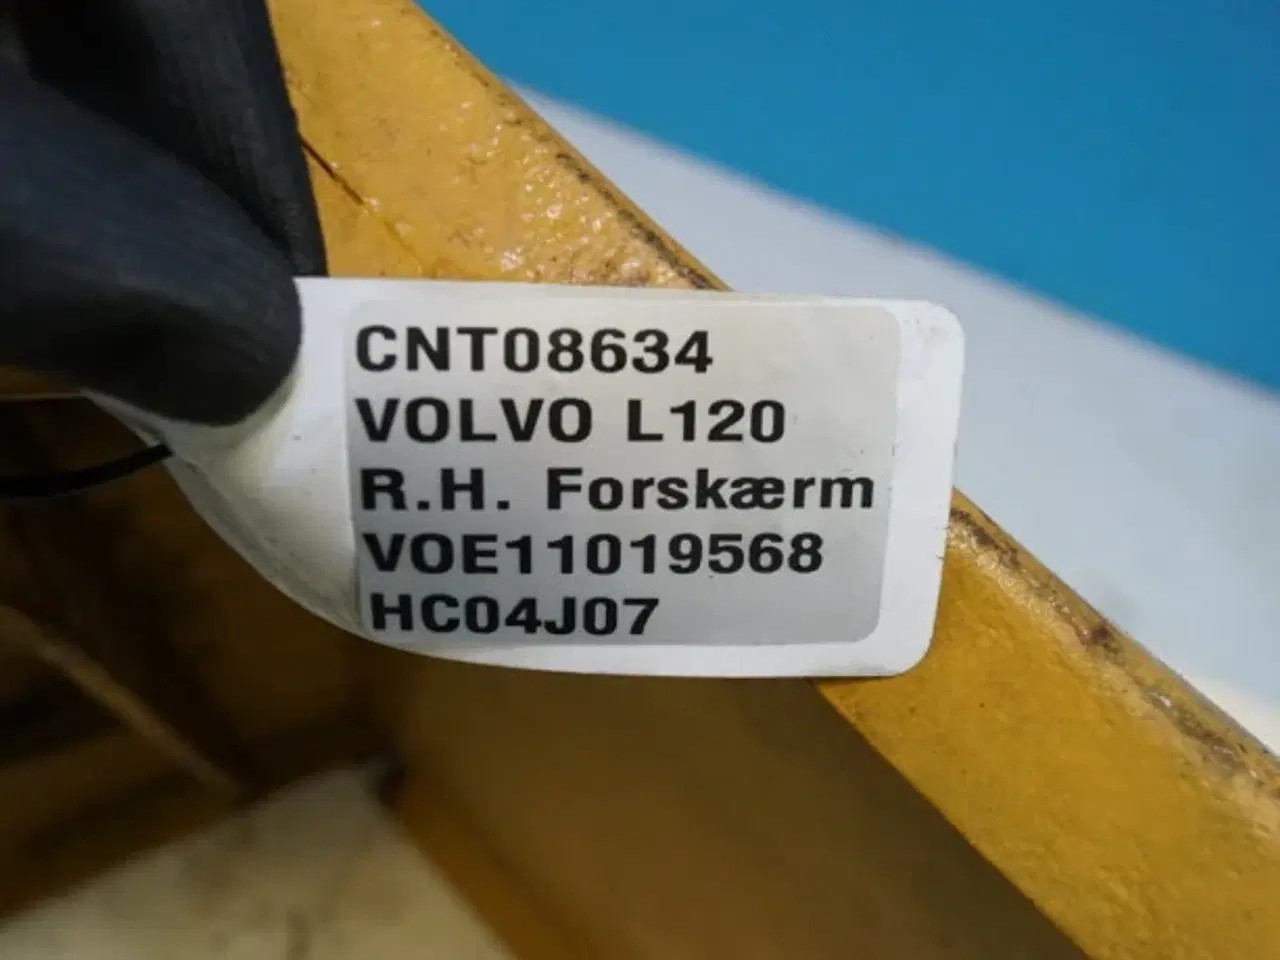 CNT08634
VOLVO L120
R.H. Forskærm
VOE11019568
HC04J07